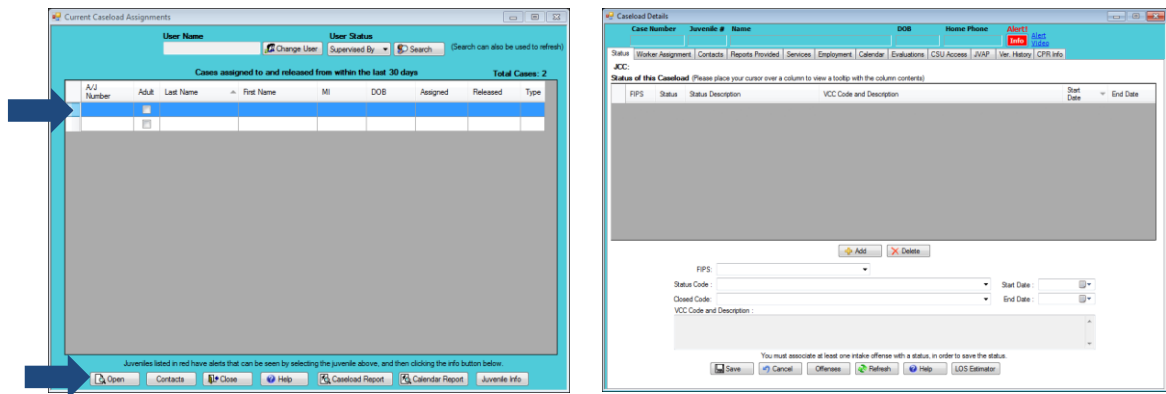 Current Caseload Assignments
User Name
User Status
Change User
Supervised By
Search
(Search can also be used to refresh)
Cases assigned to and released from within the last 30 days
Total Cases: 2
A/J Number Adult Last Name First Name MI DOB Assigned Released Type
Juveniles listed in red have alerts that can be seen by selecting the juvenile above, and then clicking the info button below.
Open Contacts Close Help Caseload Report Calendar Report Juvenile Info
Caseload Details
Case Number Juvenile # Name DOB Home Phone Alert!
Info Alert Video
Status Worker Assignment Contacts Reports Provided Services Employment Calendar Evaluations CSU Access JVAP Ver. History CPR Info
JCC:
Status of this Caseload (Please place your cursor over a column to view a tooltip with the column contents)
FIPS Status Status Description VCC Code and Description Start Date End Date
Add Delete
FIPS:
Status Code : Start Date :
Closed Code: End Date :
VCC Code and Description :
You must associate at least one intake offense with a status, in order to save the status.
Save Cancel Offenses Refresh Help LOS Estimator